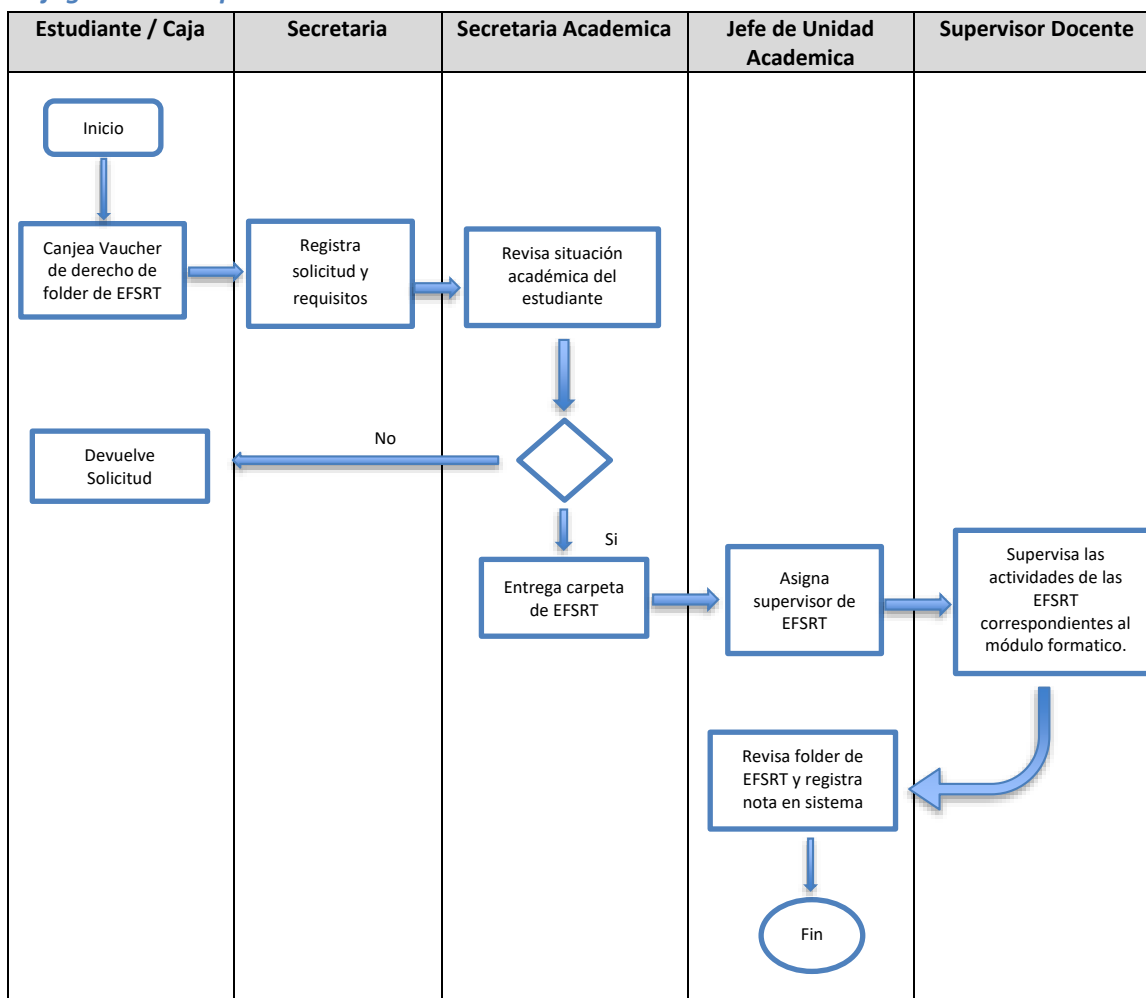 Estudiante / Caja
Secretaria
Secretaria Academica
Jefe de Unidad
Academica
Supervisor Docente
Inicio
Canjea Vaucher
de derecho de
folder de EFSRT
Registra
solicitud y
requisitos
Revisa situación
académica del
estudiante
No
Devuelve
Solicitud
Si
Entrega carpeta
de EFSRT
Asigna
supervisor de
EFSRT
Supervisa las
actividades de las
EFSRT
correspondientes al
módulo formatico.
Revisa folder de
EFSRT y registra
nota en sistema
Fin